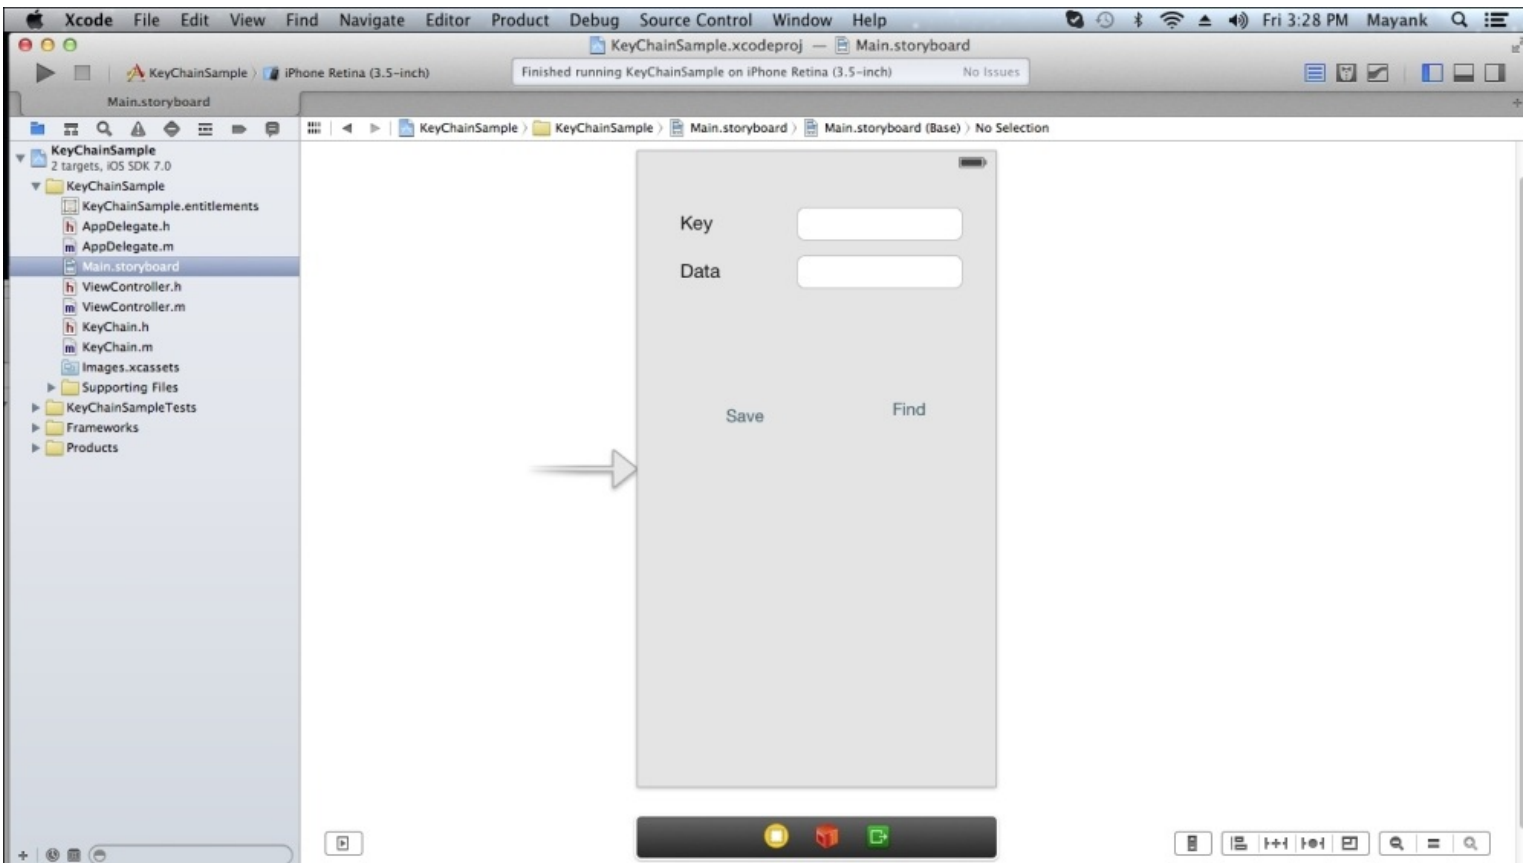 Xcode File Edit View Find Navigate Editor Product Debug Source Control Window Help Fri 3:28 PM Mayank
KeyChainSample.xcodeproj — Main.storyboard
KeyChainSample iPhone Retina (3.5-inch) Finished running KeyChainSample on iPhone Retina (3.5-inch) No Issues
Main.storyboard
KeyChainSample KeyChainSample Main.storyboard Main.storyboard (Base) No Selection
KeyChainSample
2 targets, iOS SDK 7.0
KeyChainSample
KeyChainSample.entitlements
h AppDelegate.h
m AppDelegate.m
Main.storyboard
h ViewController.h
m ViewController.m
h KeyChain.h
m KeyChain.m
Images.xcassets
Supporting Files
KeyChainSampleTests
Frameworks
Products
Key
Data
Save
Find